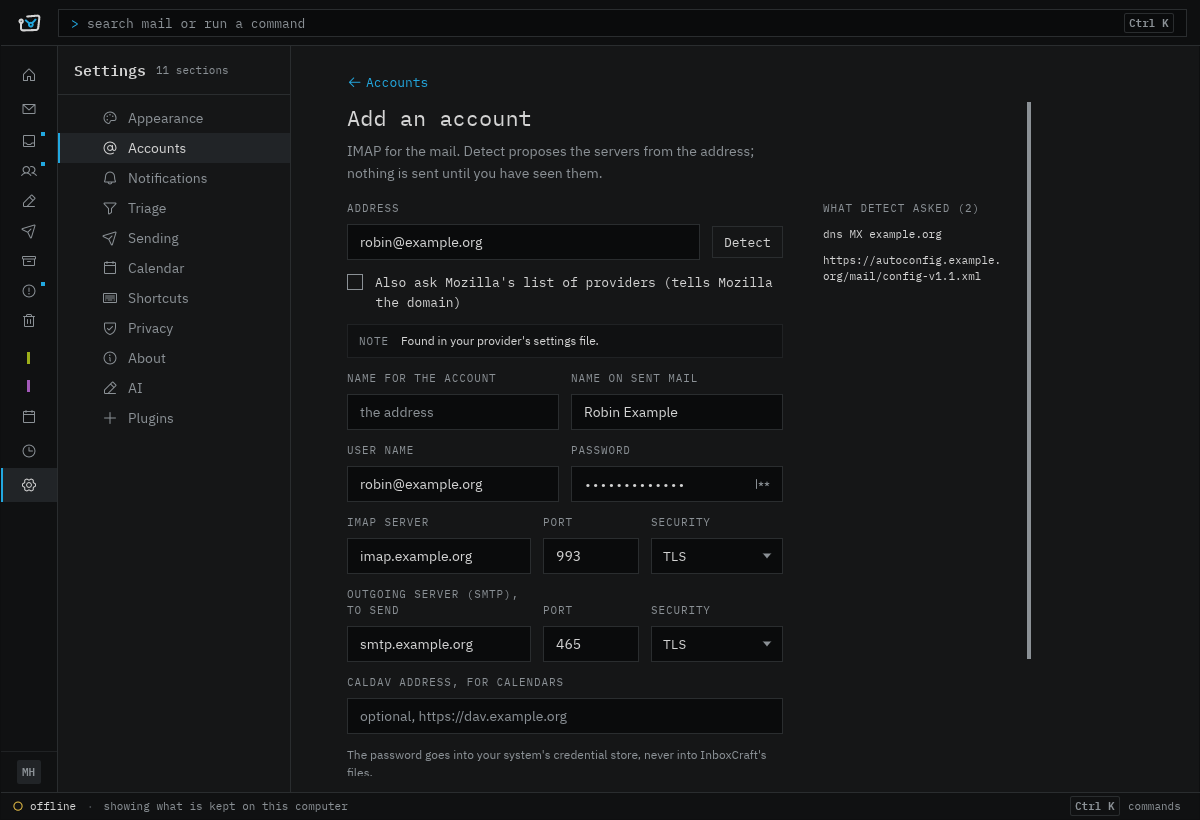 > search mail or run a command
Ctrl K
Settings 11 sections
Appearance
Accounts
Notifications
Triage
Sending
Calendar
Shortcuts
Privacy
About
AI
Plugins
← Accounts
Add an account
IMAP for the mail. Detect proposes the servers from the address;
nothing is sent until you have seen them.
ADDRESS
robin@example.org
Detect
Also ask Mozilla's list of providers (tells Mozilla
the domain)
NOTE Found in your provider's settings file.
NAME FOR THE ACCOUNT
NAME ON SENT MAIL
the address
Robin Example
USER NAME
PASSWORD
robin@example.org
••••••••••••• |**
IMAP SERVER
PORT
SECURITY
imap.example.org
993
TLS
OUTGOING SERVER (SMTP),
TO SEND
PORT
SECURITY
smtp.example.org
465
TLS
CALDAV ADDRESS, FOR CALENDARS
optional, https://dav.example.org
The password goes into your system's credential store, never into InboxCraft's
files.
WHAT DETECT ASKED (2)
dns MX example.org
https://autoconfig.example.
org/mail/config-v1.1.xml
MH
offline · showing what is kept on this computer
Ctrl K commands